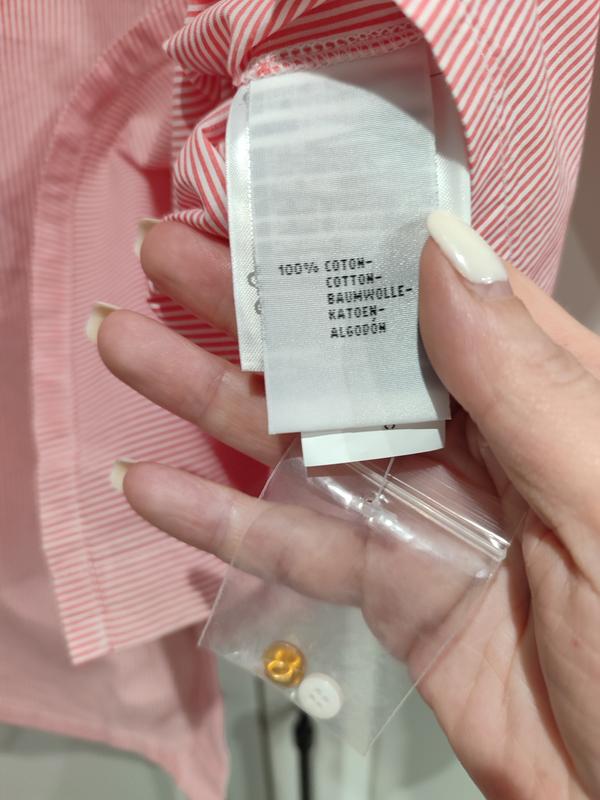 100% COTON-
COTTON-
BAUMWOLLE-
KATOEN-
ALGODÓN